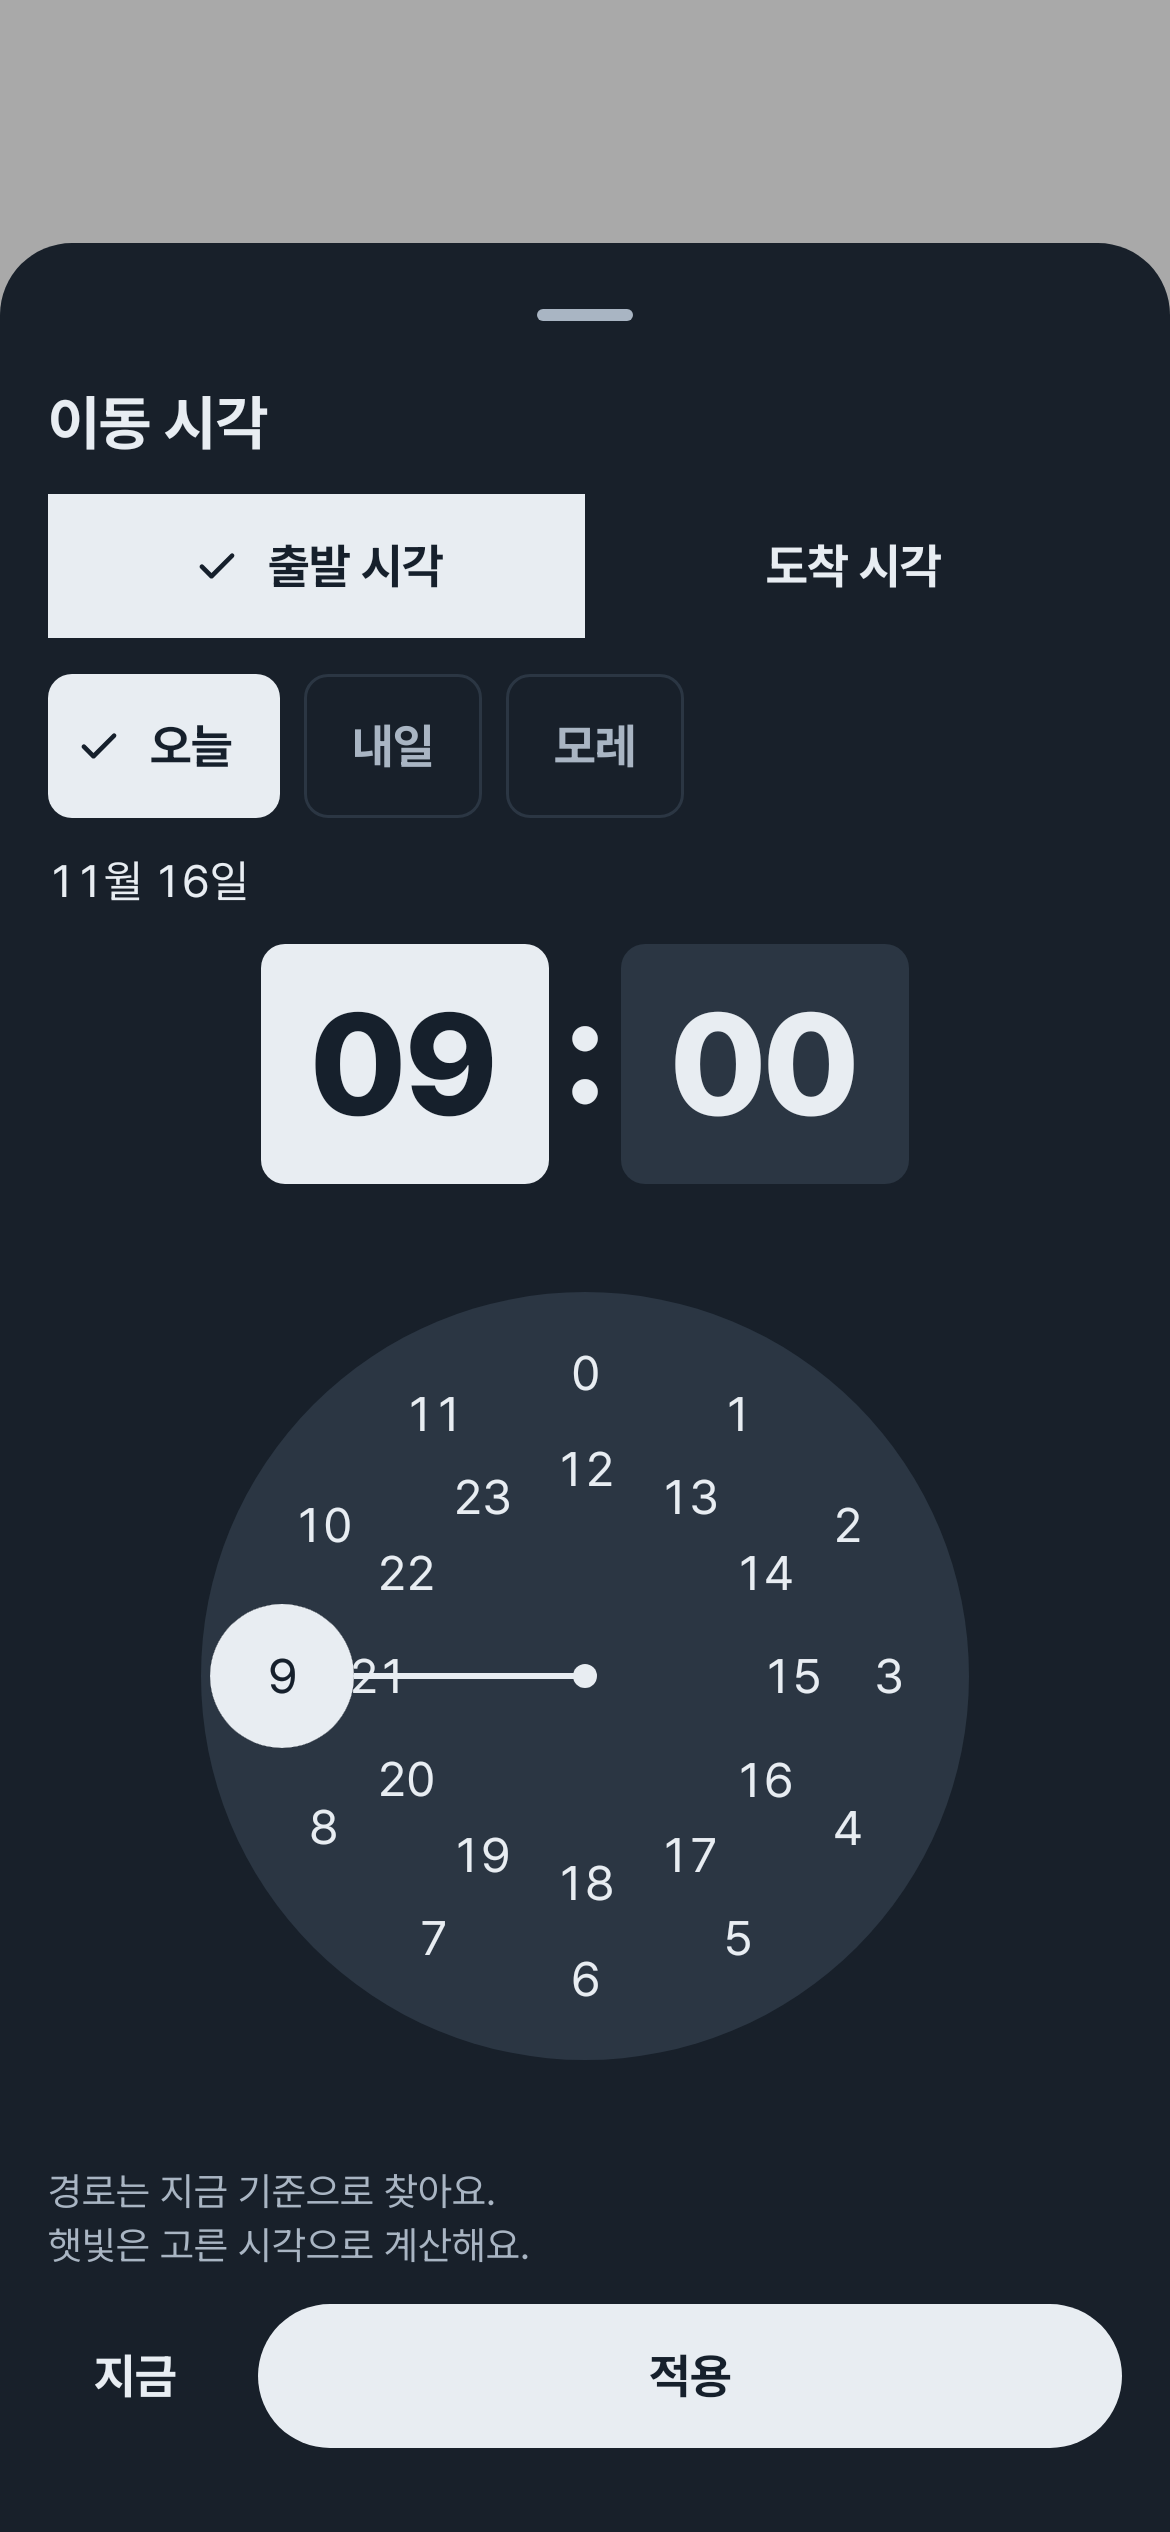 이동 시각
출발 시각 도착 시각
오늘 내일 모레
11월 16일
09:00
0
11 1
12
23 13
10 2
22 14
9 21 15 3
20 16
8 4
19 17
18
7 5
6
경로는 지금 기준으로 찾아요.
햇빛은 고른 시각으로 계산해요.
지금 적용